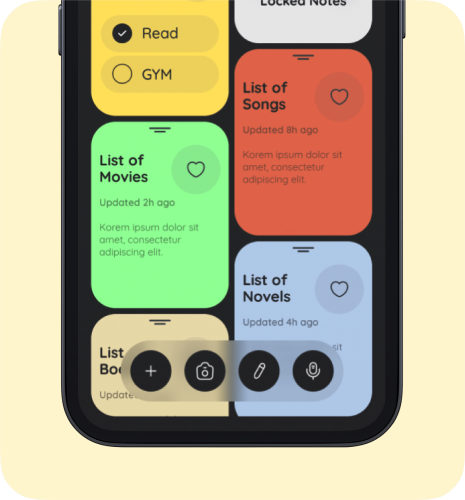 Locked Notes
Read
GYM
List of
Songs
Updated 8h ago
Korem ipsum dolor sit
amet, consectetur
adipiscing elit.
List of
Movies
Updated 2h ago
Korem ipsum dolor sit
amet, consectetur
adipiscing elit.
List of
Novels
Updated 4h ago
sit
List
Update